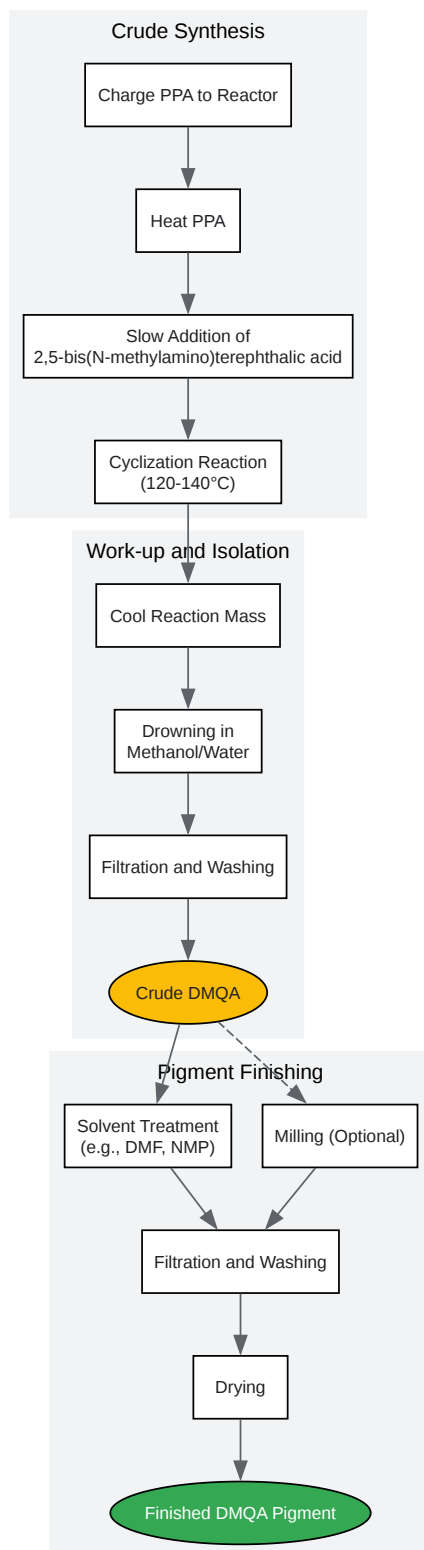 Crude Synthesis
Charge PPA to Reactor
Heat PPA
Slow Addition of
2,5-bis(N-methylamino)terephthalic acid
Cyclization Reaction
(120-140°C)
Work-up and Isolation
Cool Reaction Mass
Drowning in
Methanol/Water
Filtration and Washing
Crude DMQA
Pigment Finishing
Solvent Treatment
(e.g., DMF, NMP)
Milling (Optional)
Filtration and Washing
Drying
Finished DMQA Pigment